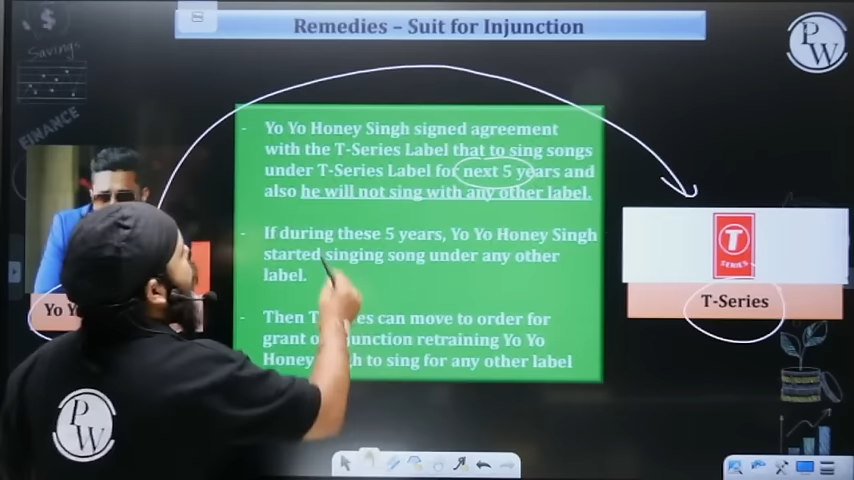 Remedies – Suit for Injunction
PW
Savings
FINANCE
- Yo Yo Honey Singh signed agreement
with the T-Series Label that to sing songs
under T-Series Label for next 5 years and
also he will not sing with any other label.
- If during these 5 years, Yo Yo Honey Singh
started singing song under any other
label.
- Then T es can move to order for
grant o junction retraining Yo Yo
Honey h to sing for any other label
T
SERIES
T-Series
Yo Y
PW